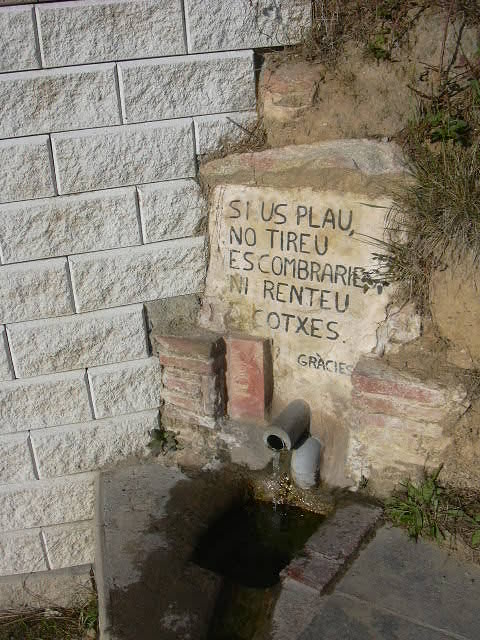 SI US PLAU,
NO TIREU
ESCOMBRARIES
NI RENTEU
COTXES.
GRÀCIES